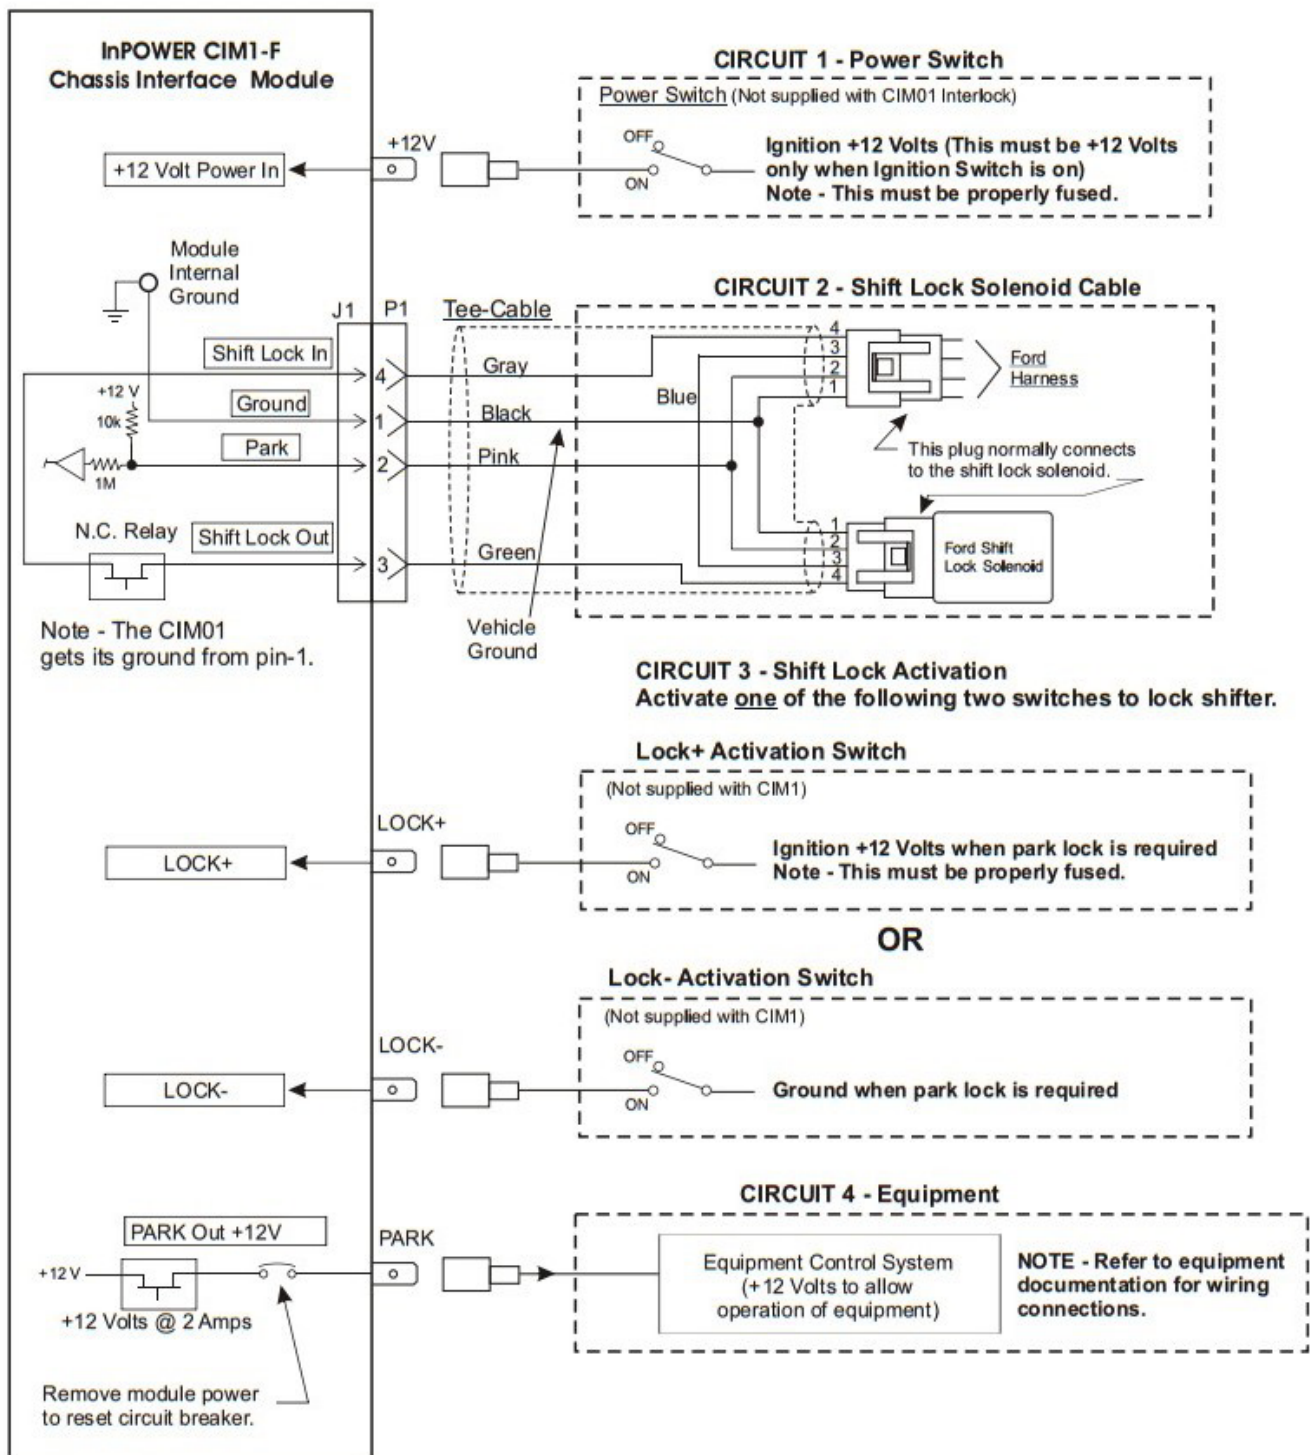 InPOWER CIM1-F
Chassis Interface Module
CIRCUIT 1 - Power Switch
Power Switch (Not supplied with CIM01 Interlock)
+12V
OFF
ON
Ignition +12 Volts (This must be +12 Volts
only when Ignition Switch is on)
Note - This must be properly fused.
+12 Volt Power In
Module
Internal
Ground
CIRCUIT 2 - Shift Lock Solenoid Cable
J1
P1
Tee-Cable
Shift Lock In
4
Gray
+12 V
10k
Ground
1
Black
Blue
Park
2
Pink
1M
N.C. Relay
Shift Lock Out
3
Green
4
3
2
1
Ford
Harness
This plug normally connects
to the shift lock solenoid.
1
2
3
4
Ford Shift
Lock Solenoid
Note - The CIM01
gets its ground from pin-1.
Vehicle
Ground
CIRCUIT 3 - Shift Lock Activation
Activate one of the following two switches to lock shifter.
Lock+ Activation Switch
(Not supplied with CIM1)
LOCK+
OFF
ON
Ignition +12 Volts when park lock is required
Note - This must be properly fused.
LOCK+
OR
Lock- Activation Switch
(Not supplied with CIM1)
LOCK-
OFF
ON
Ground when park lock is required
LOCK-
CIRCUIT 4 - Equipment
PARK Out +12V
PARK
+12V
+12 Volts @ 2 Amps
Equipment Control System
(+12 Volts to allow
operation of equipment)
NOTE - Refer to equipment
documentation for wiring
connections.
Remove module power
to reset circuit breaker.